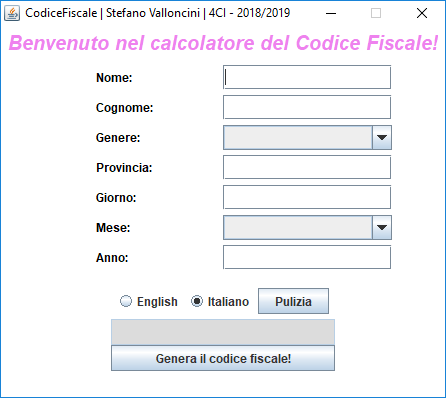 CodiceFiscale | Stefano Valloncini | 4CI - 2018/2019
Benvenuto nel calcolatore del Codice Fiscale!
Nome:
Cognome:
Genere:
Provincia:
Giorno:
Mese:
Anno:
English Italiano Pulizia
Genera il codice fiscale!